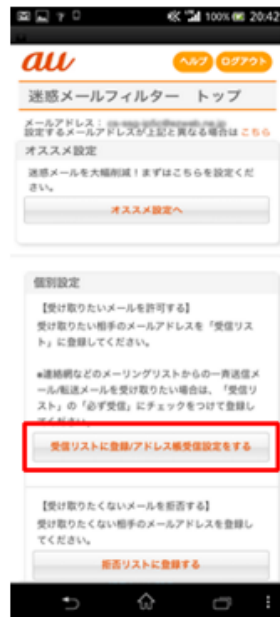 100% 20:42
au
ヘルプ ログアウト
迷惑メールフィルター トップ
メールアドレス：
設定するメールアドレスが上記と異なる場合は こちら
オススメ設定
迷惑メールを大幅削減！まずはこちらを設定くだ
さい。
オススメ設定へ
個別設定
【受け取りたいメールを許可する】
受け取りたい相手のメールアドレスを「受信リス
ト」に登録してください。
●連絡網などのメーリングリストからの一斉送信メ
ール/転送メールを受け取りたい場合は、「受信リ
スト」の「必ず受信」にチェックをつけて登録し
てください。
受信リストに登録/アドレス帳受信設定をする
【受け取りたくないメールを拒否する】
受け取りたくない相手のメールアドレスを登録し
てください。
拒否リストに登録する